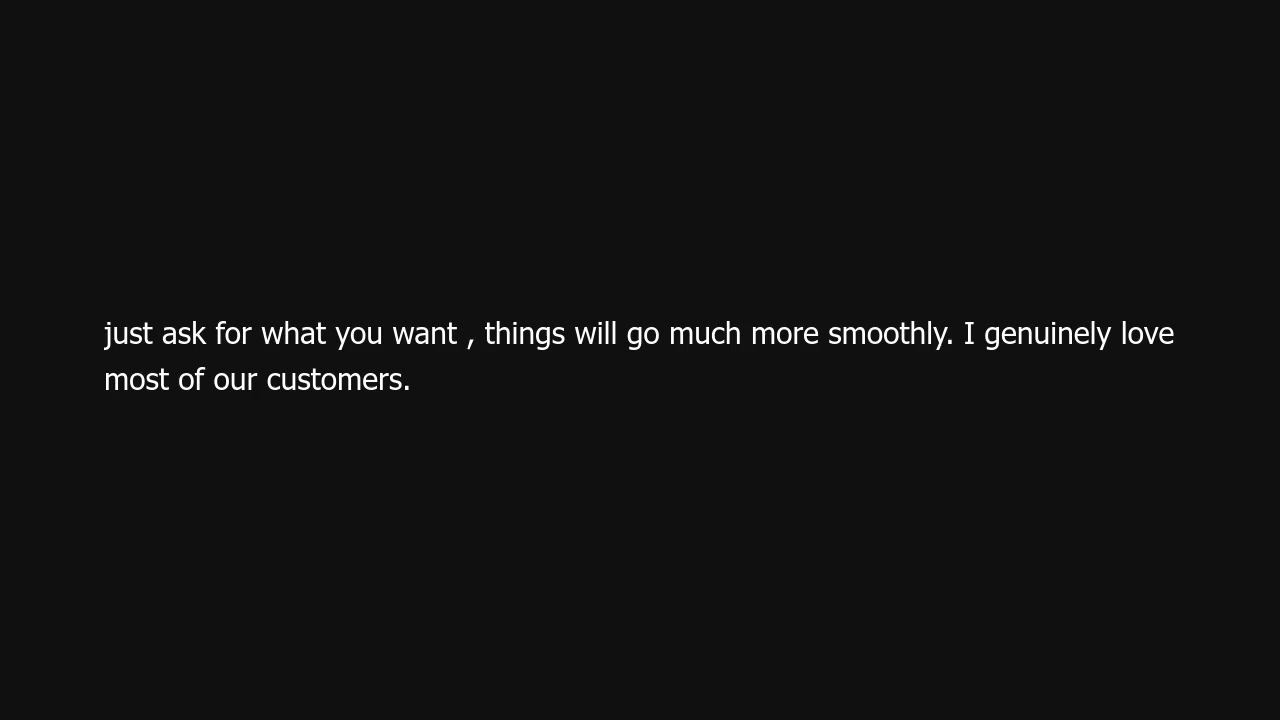 just ask for what you want , things will go much more smoothly. I genuinely love
most of our customers.